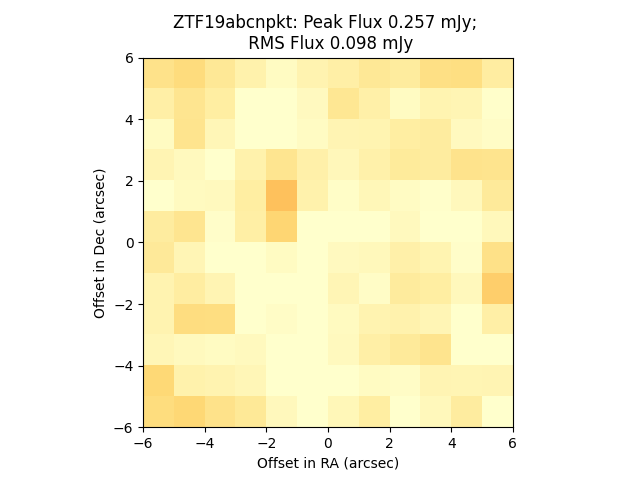 ZTF19abcnpkt: Peak Flux 0.257 mJy;
RMS Flux 0.098 mJy
6
4
2
0
−2
−4
−6
Offset in Dec (arcsec)
−6 −4 −2 0 2 4 6
Offset in RA (arcsec)